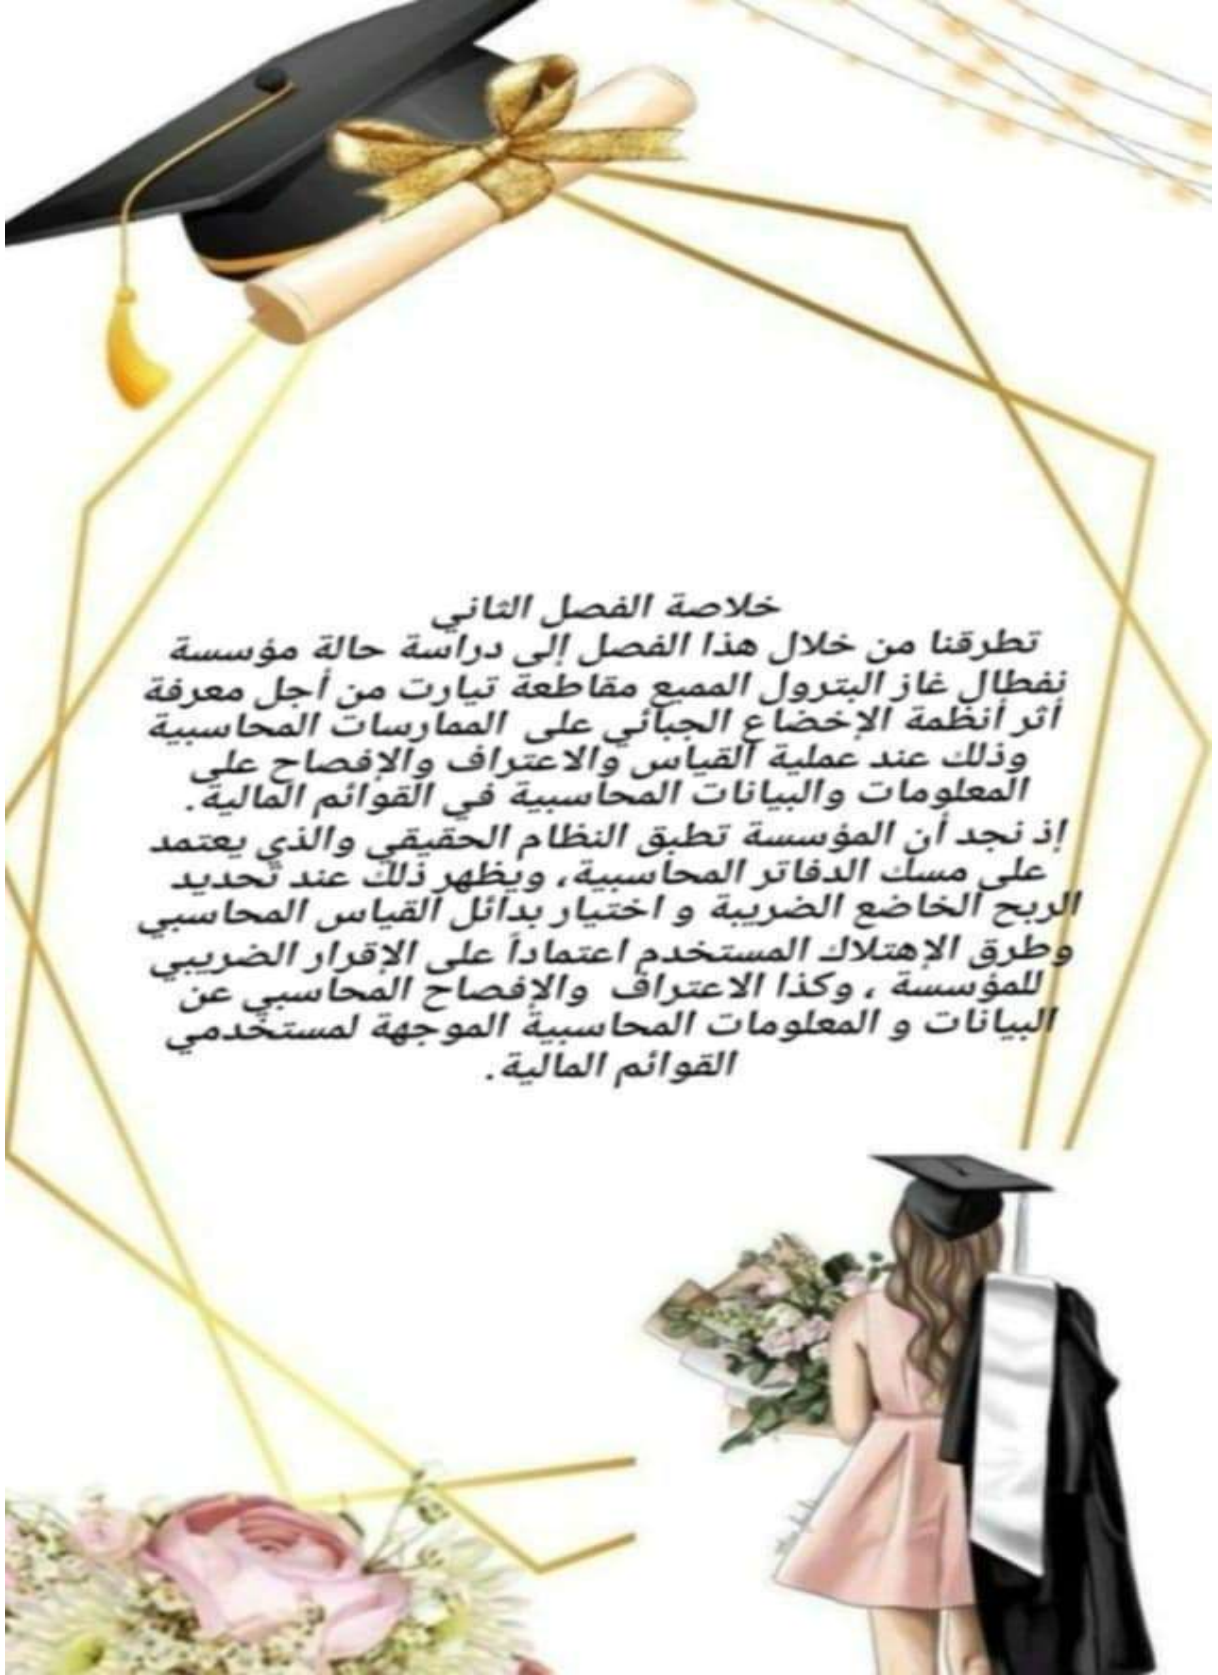 خلاصة الفصل الثاني
تطرقنا من خلال هذا الفصل إلى دراسة حالة مؤسسة
نفطال غاز البترول المميع مقاطعة تيارت من أجل معرفة
أثر أنظمة الإخضاع الجبائي على الممارسات المحاسبية
وذلك عند عملية القياس والاعتراف والإفصاح على
المعلومات والبيانات المحاسبية في القوائم المالية.
إذ نجد أن المؤسسة تطبق النظام الحقيقي والذي يعتمد
على مسك الدفاتر المحاسبية، ويظهر ذلك عند تحديد
الربح الخاضع الضريبة و اختيار بدائل القياس المحاسبي
وطرق الإهتلاك المستخدم اعتماداً على الإقرار الضريبي
للمؤسسة ، وكذا الاعتراف والإفصاح المحاسبي عن
البيانات و المعلومات المحاسبية الموجهة لمستخدمي
القوائم المالية.